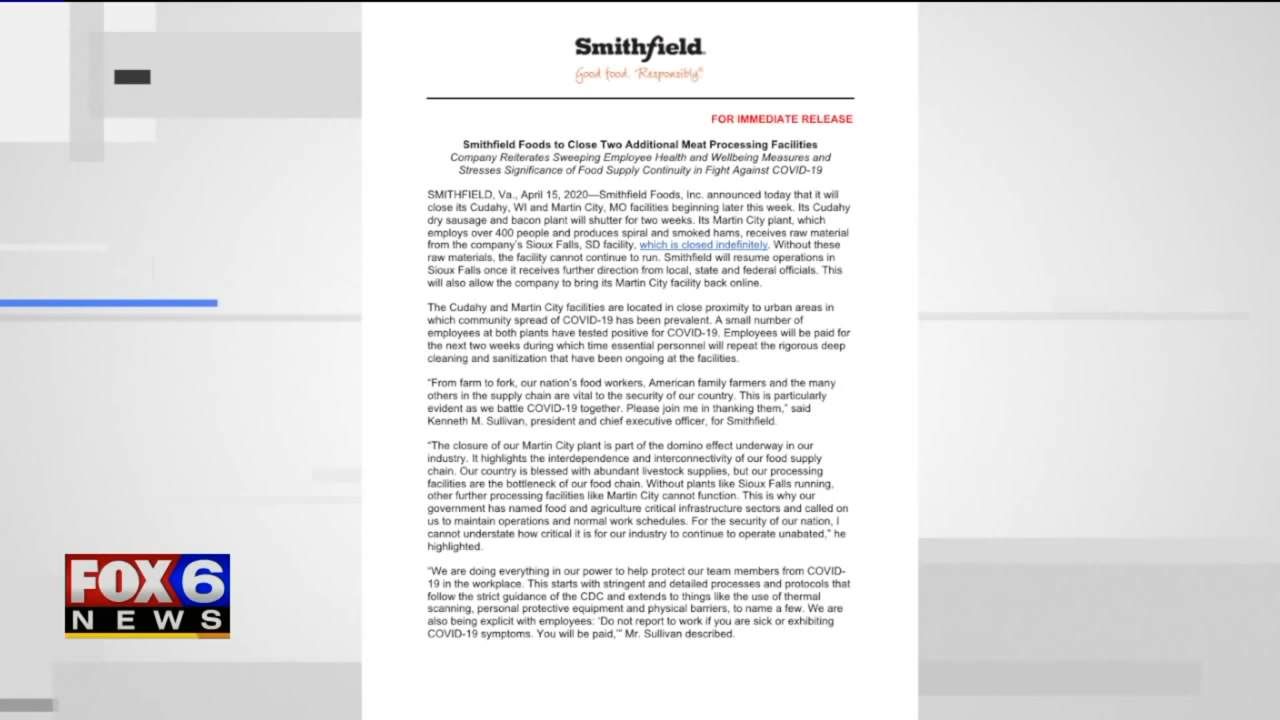 Smithfield
Good food. Responsibly.®
FOR IMMEDIATE RELEASE
Smithfield Foods to Close Two Additional Meat Processing Facilities
Company Reiterates Sweeping Employee Health and Wellbeing Measures and
Stresses Significance of Food Supply Continuity in Fight Against COVID-19
SMITHFIELD, Va., April 15, 2020—Smithfield Foods, Inc. announced today that it will
close its Cudahy, WI and Martin City, MO facilities beginning later this week. Its Cudahy
dry sausage and bacon plant will shutter for two weeks. Its Martin City plant, which
employs over 400 people and produces spiral and smoked hams, receives raw material
from the company's Sioux Falls, SD facility, which is closed indefinitely. Without these
raw materials, the facility cannot continue to run. Smithfield will resume operations in
Sioux Falls once it receives further direction from local, state and federal officials. This
will also allow the company to bring its Martin City facility back online.
The Cudahy and Martin City facilities are located in close proximity to urban areas in
which community spread of COVID-19 has been prevalent. A small number of
employees at both plants have tested positive for COVID-19. Employees will be paid for
the next two weeks during which time essential personnel will repeat the rigorous deep
cleaning and sanitization that have been ongoing at the facilities.
"From farm to fork, our nation's food workers, American family farmers and the many
others in the supply chain are vital to the security of our country. This is particularly
evident as we battle COVID-19 together. Please join me in thanking them," said
Kenneth M. Sullivan, president and chief executive officer, for Smithfield.
"The closure of our Martin City plant is part of the domino effect underway in our
industry. It highlights the interdependence and interconnectivity of our food supply
chain. Our country is blessed with abundant livestock supplies, but our processing
facilities are the bottleneck of our food chain. Without plants like Sioux Falls running,
other further processing facilities like Martin City cannot function. This is why our
government has named food and agriculture critical infrastructure sectors and called on
us to maintain operations and normal work schedules. For the security of our nation, I
cannot understate how critical it is for our industry to continue to operate unabated," he
highlighted.
"We are doing everything in our power to help protect our team members from COVID-
19 in the workplace. This starts with stringent and detailed processes and protocols that
follow the strict guidance of the CDC and extends to things like the use of thermal
scanning, personal protective equipment and physical barriers, to name a few. We are
also being explicit with employees: 'Do not report to work if you are sick or exhibiting
COVID-19 symptoms. You will be paid,'" Mr. Sullivan described.
FOX 6
NEWS